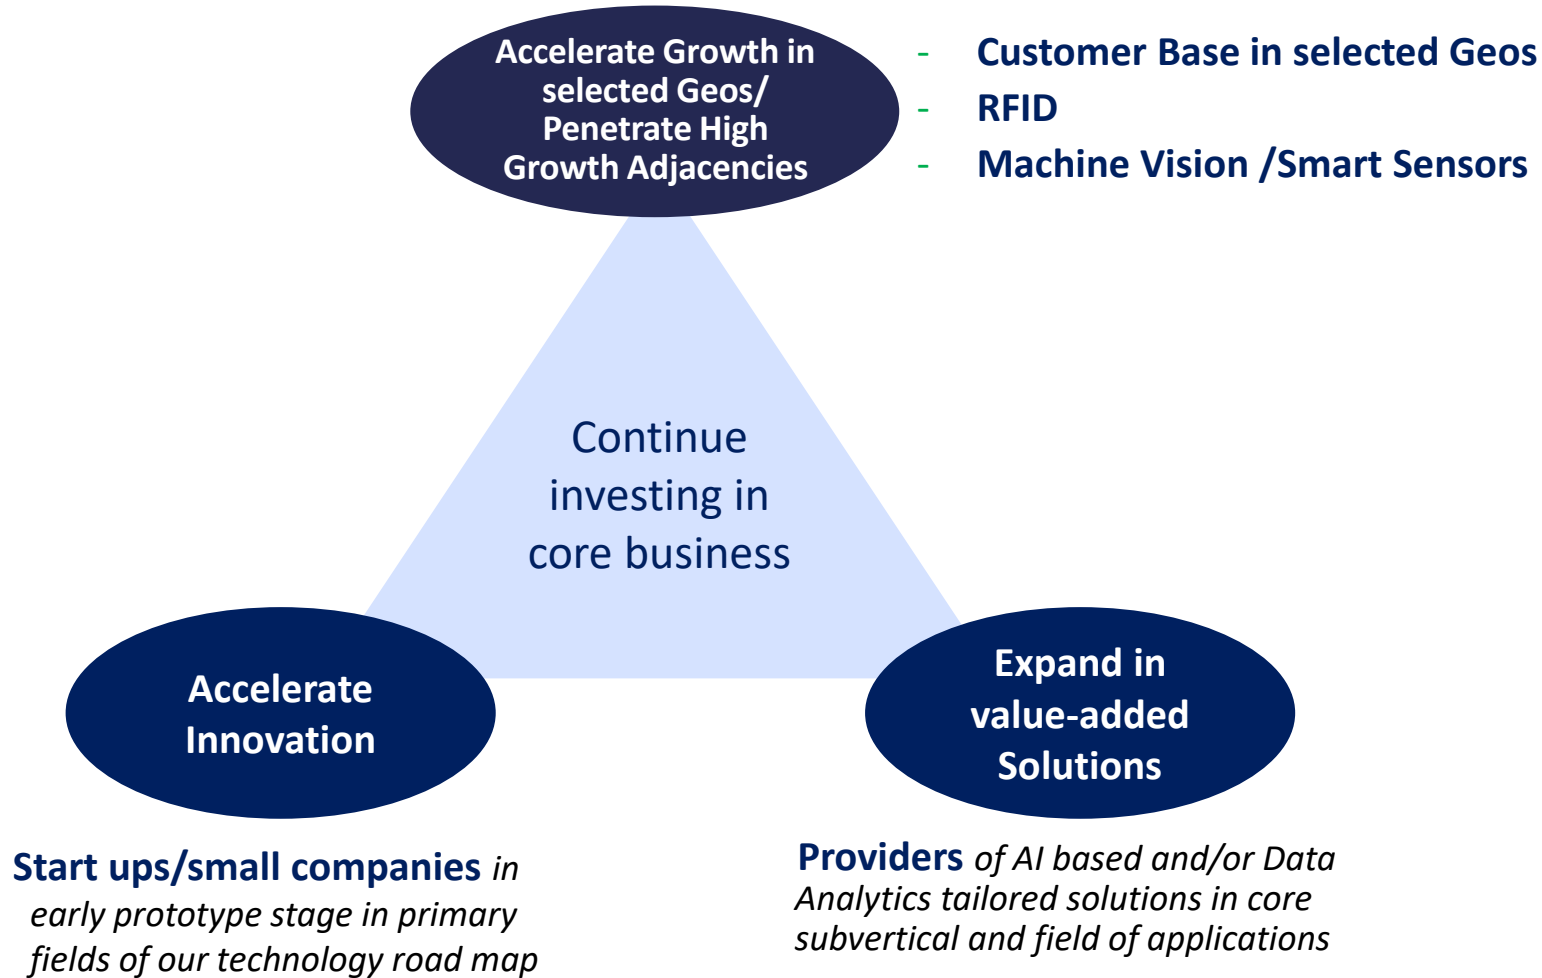 Accelerate Growth in
selected Geos/
Penetrate High
Growth Adjacencies
- Customer Base in selected Geos
- RFID
- Machine Vision /Smart Sensors
Continue
investing in
core business
Accelerate
Innovation
Expand in
value-added
Solutions
Start ups/small companies in
early prototype stage in primary
fields of our technology road map
Providers of AI based and/or Data
Analytics tailored solutions in core
subvertical and field of applications